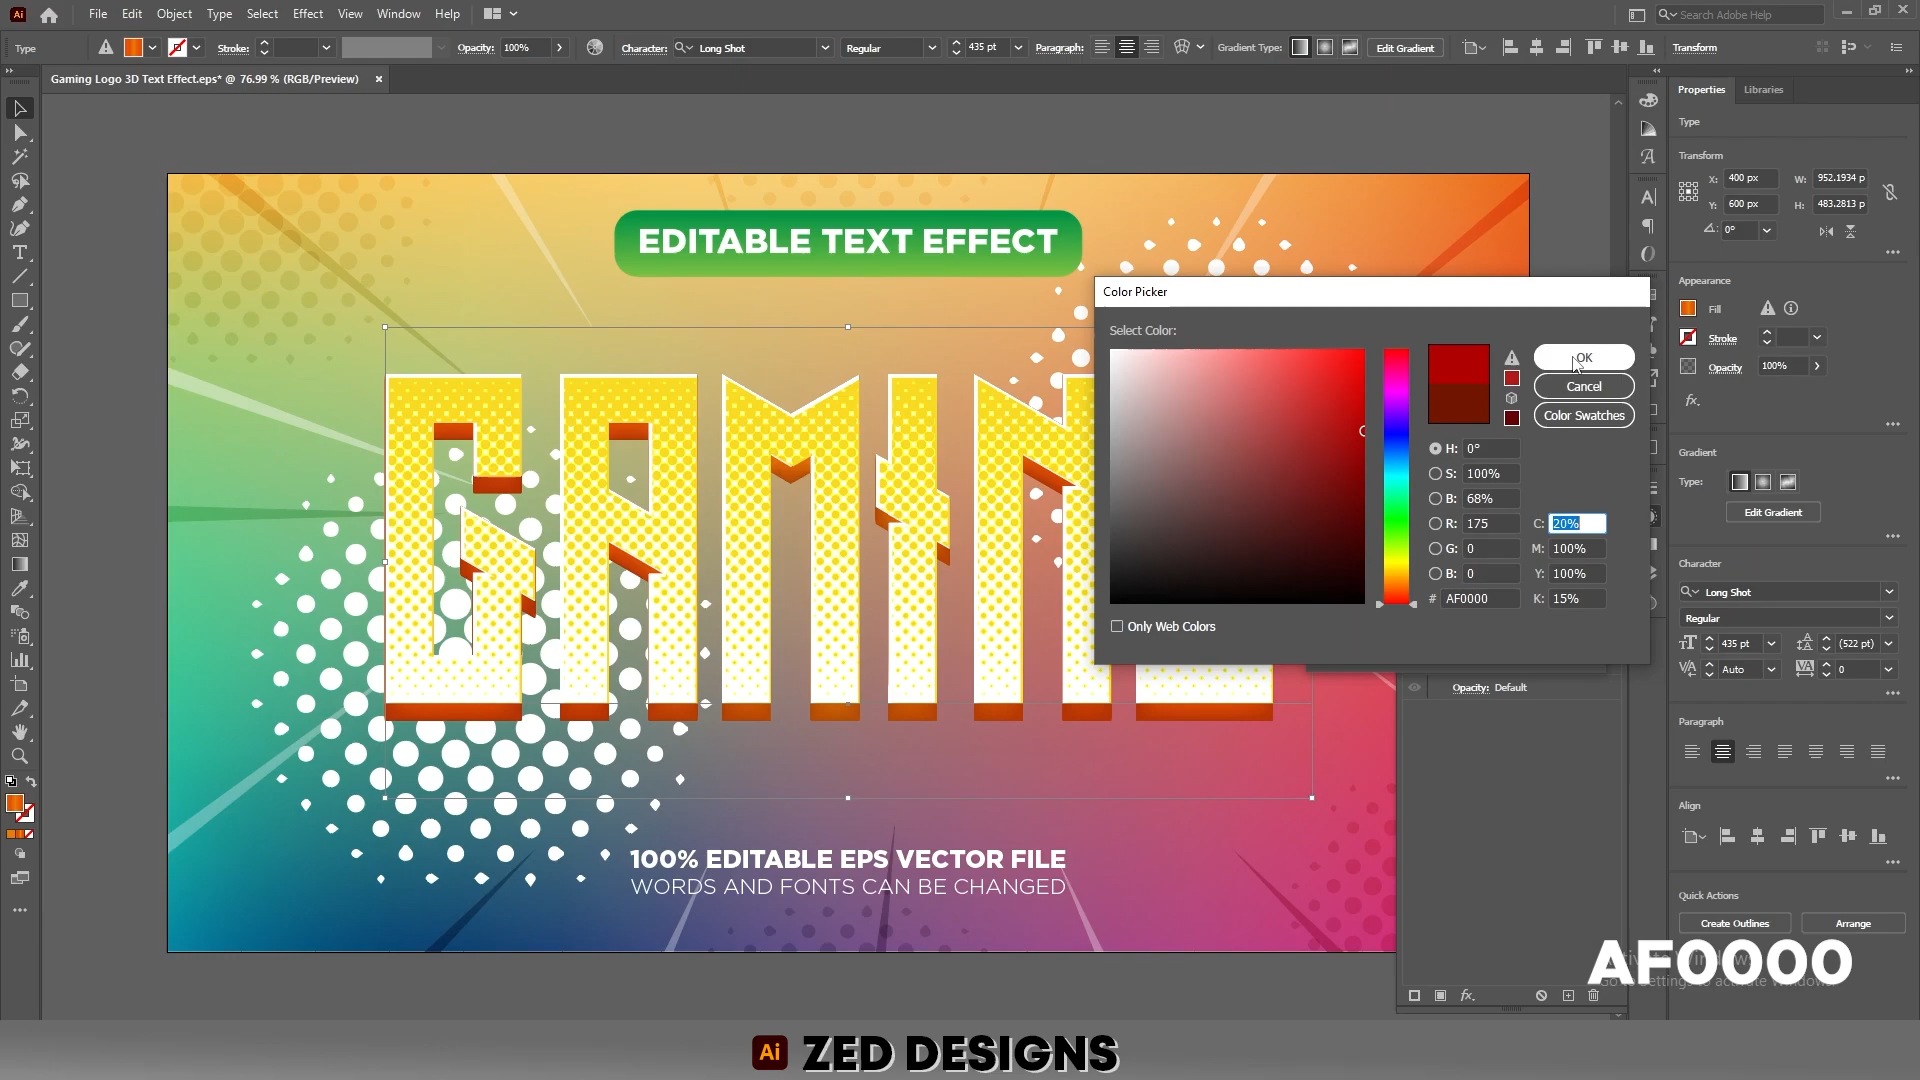 Ai File Edit Object Type Select Effect View Window Help
Search Adobe Help
Type Stroke: Opacity: 100% Character: Long Shot Regular 435 pt Paragraph: Gradient Type: Edit Gradient Transform
Gaming Logo 3D Text Effect.eps* @ 76.99 % (RGB/Preview) ×
EDITABLE TEXT EFFECT
GAMIN
100% EDITABLE EPS VECTOR FILE
WORDS AND FONTS CAN BE CHANGED
Color Picker
Select Color:
OK
Cancel
Color Swatches
H: 0°
S: 100%
B: 68%
R: 175 C: 20%
G: 0 M: 100%
B: 0 Y: 100%
# AF0000 K: 15%
Only Web Colors
Opacity: Default
fx
Properties Libraries
Type
Transform
X: 400 px W: 952.1934 p
Y: 600 px H: 483.2813 p
0°
Appearance
Fill
Stroke
Opacity 100%
fx
Gradient
Type:
Edit Gradient
Character
Long Shot
Regular
435 pt (522 pt)
Auto 0
Paragraph
Align
Quick Actions
Create Outlines Arrange
AF0000
Ai ZED DESIGNS